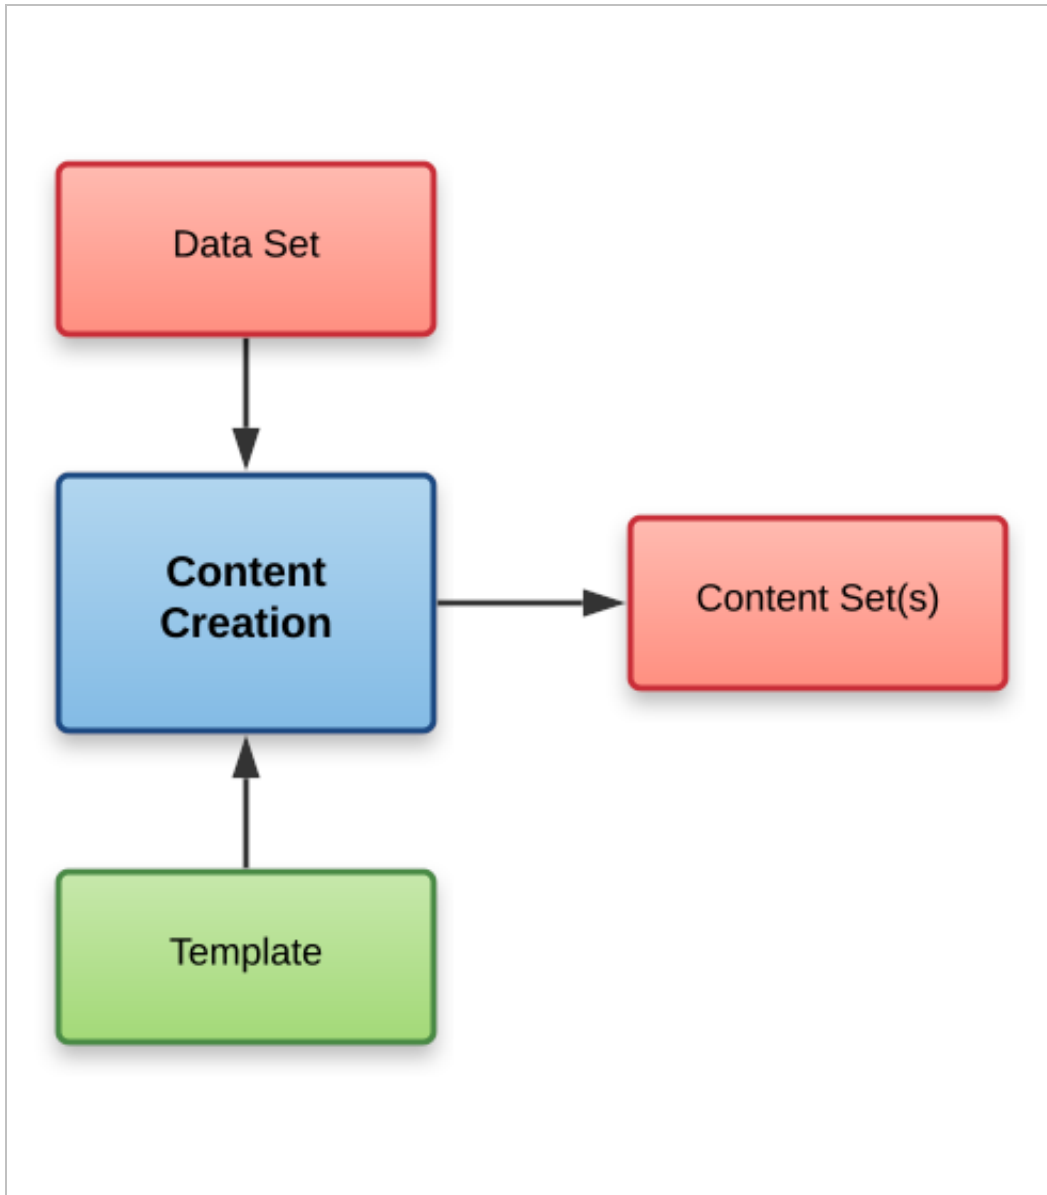 Data Set
Content
Creation
Content Set(s)
Template